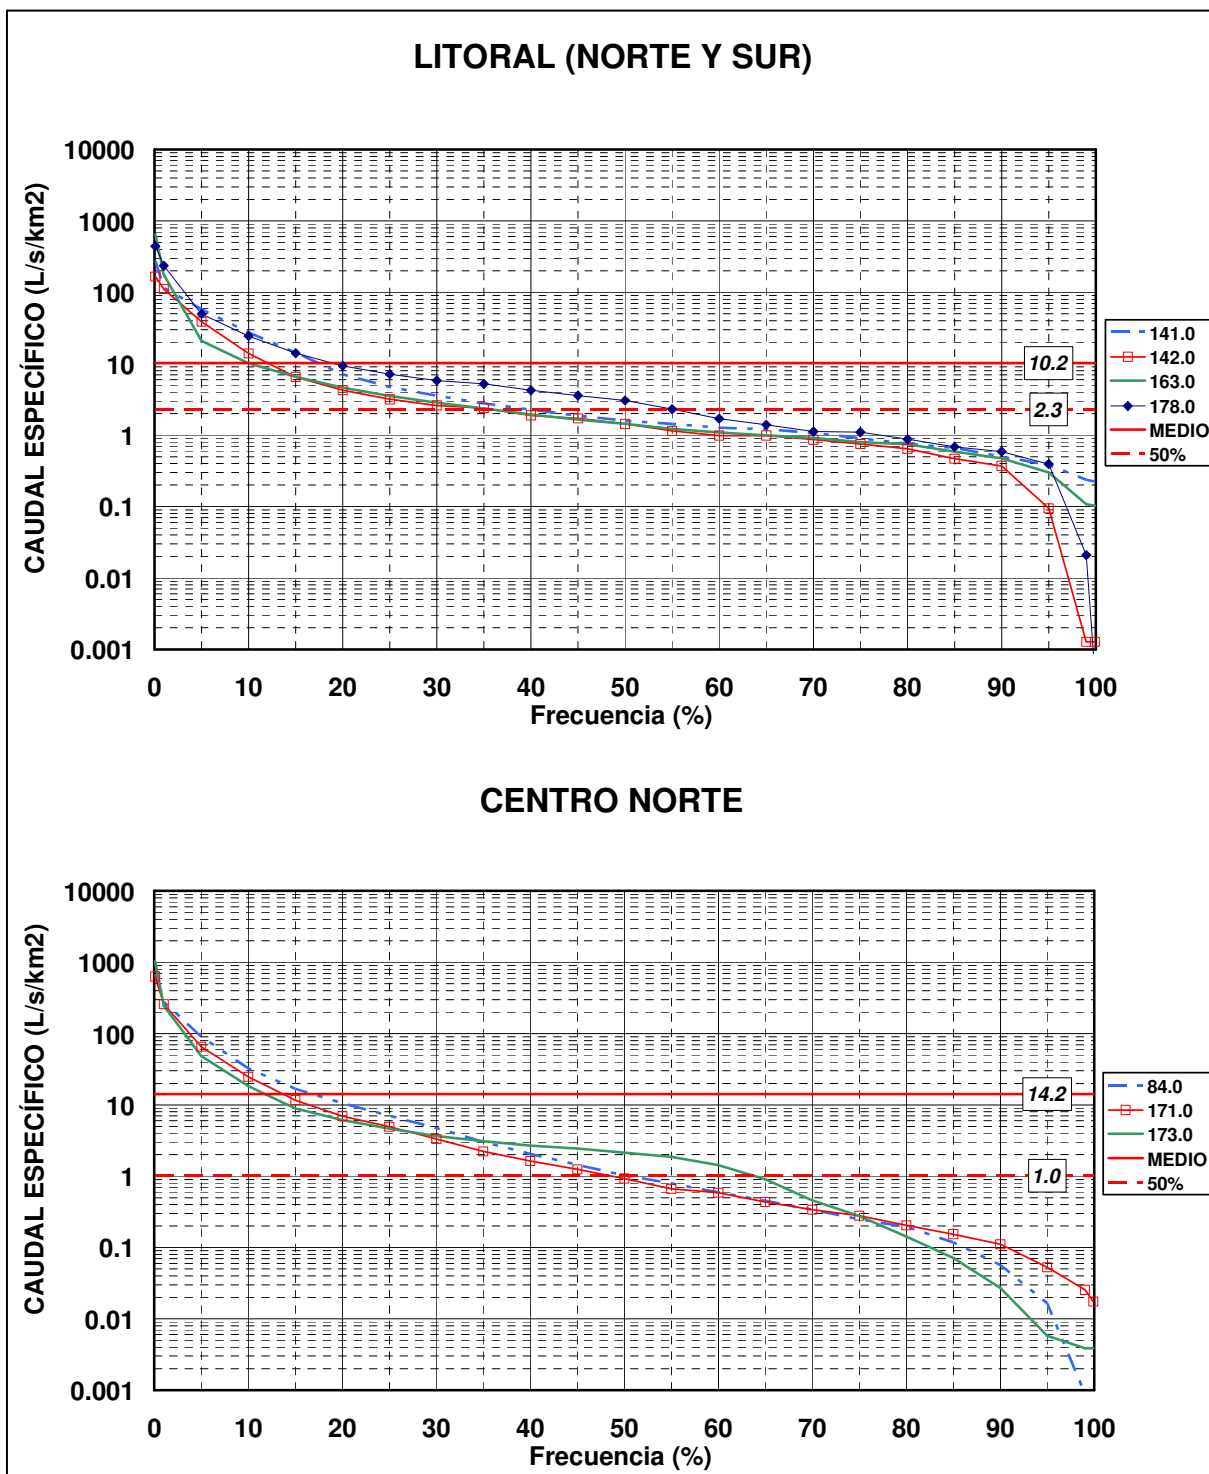 LITORAL (NORTE Y SUR)
CAUDAL ESPECÍFICO (L/s/km2)
10000
1000
100
10
1
0.1
0.01
0.001
0 10 20 30 40 50 60 70 80 90 100
Frecuencia (%)
10.2
2.3
141.0
142.0
163.0
178.0
MEDIO
50%
CENTRO NORTE
CAUDAL ESPECÍFICO (L/s/km2)
10000
1000
100
10
1
0.1
0.01
0.001
0 10 20 30 40 50 60 70 80 90 100
Frecuencia (%)
14.2
1.0
84.0
171.0
173.0
MEDIO
50%